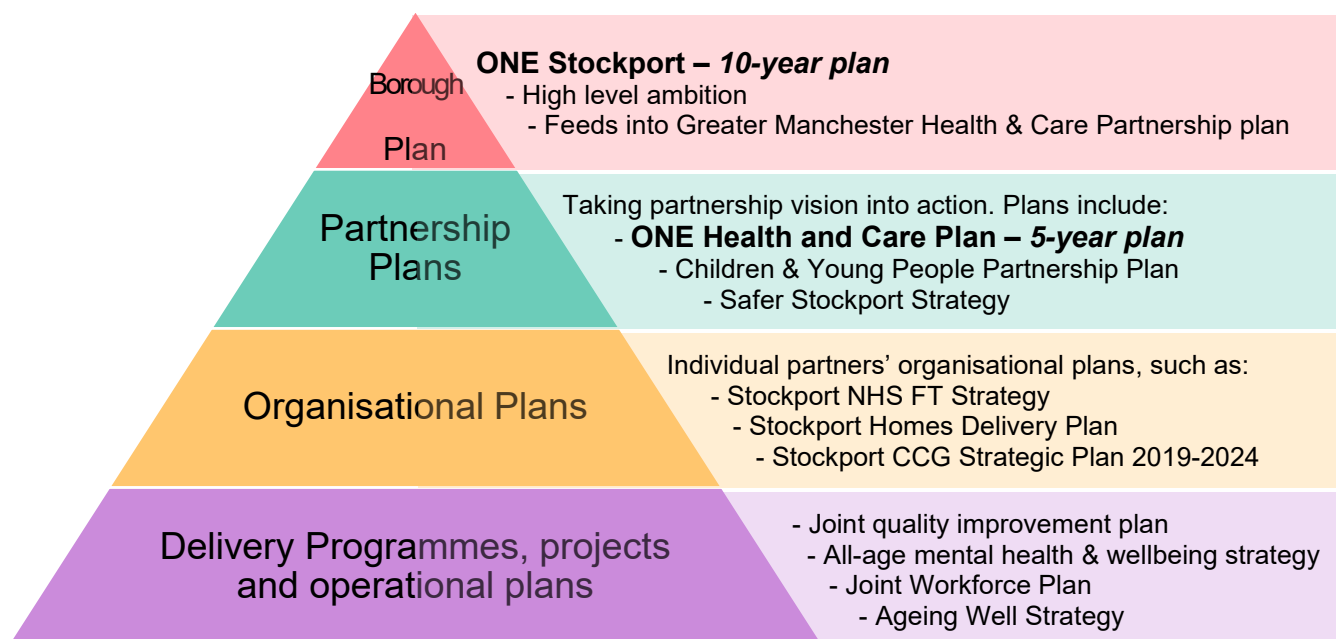 Borough
Plan
ONE Stockport – 10-year plan
- High level ambition
- Feeds into Greater Manchester Health & Care Partnership plan
Partnership
Plans
Taking partnership vision into action. Plans include:
- ONE Health and Care Plan – 5-year plan
- Children & Young People Partnership Plan
- Safer Stockport Strategy
Organisational Plans
Individual partners’ organisational plans, such as:
- Stockport NHS FT Strategy
- Stockport Homes Delivery Plan
- Stockport CCG Strategic Plan 2019-2024
Delivery Programmes, projects
and operational plans
- Joint quality improvement plan
- All-age mental health & wellbeing strategy
- Joint Workforce Plan
- Ageing Well Strategy